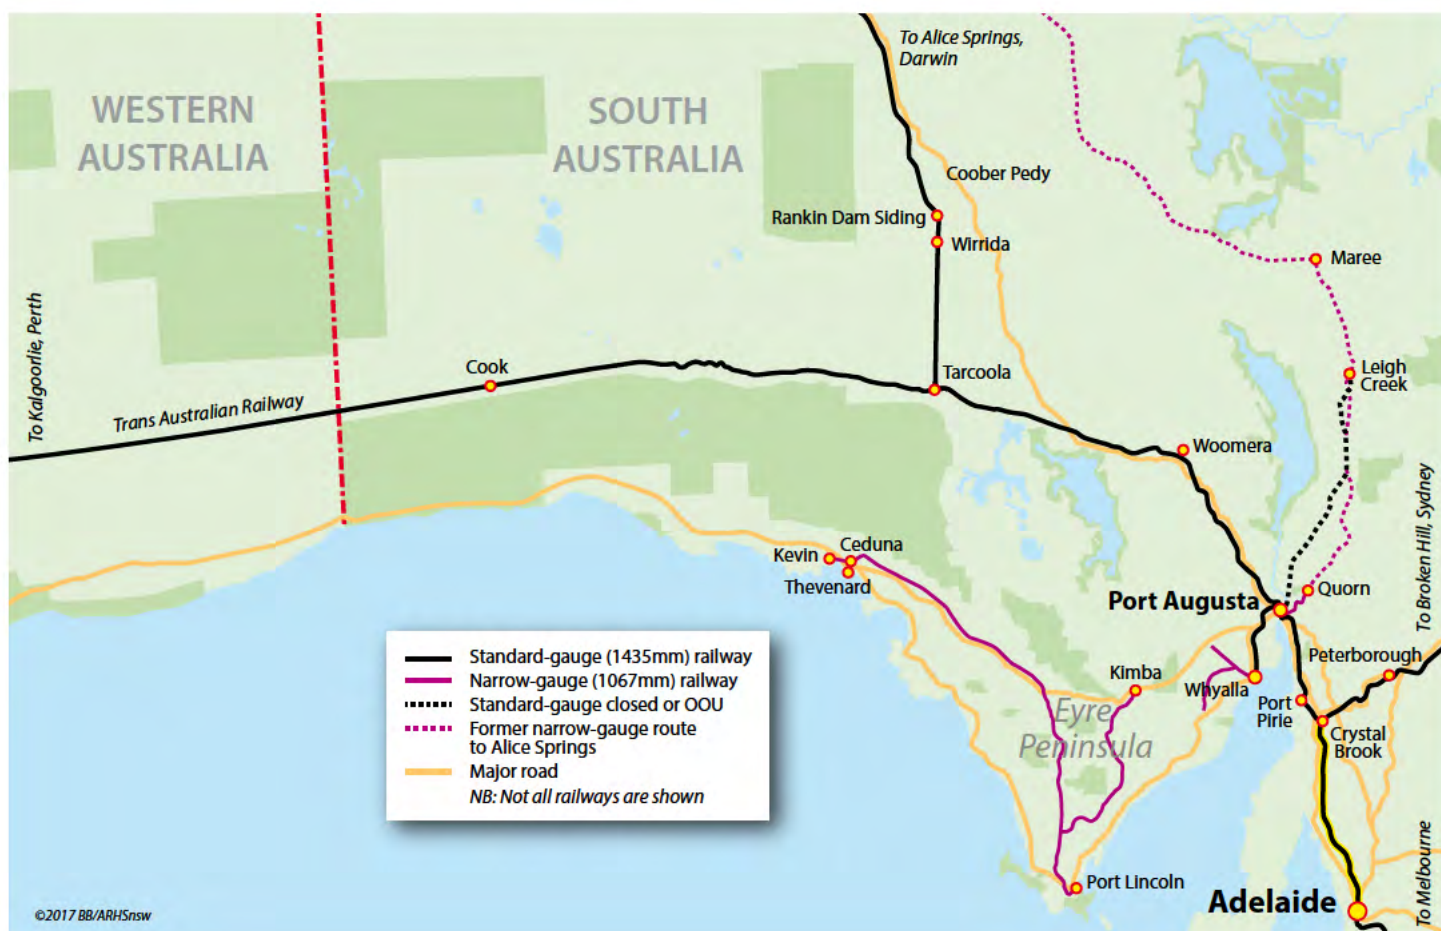 To Alice Springs,
Darwin
WESTERN
AUSTRALIA
SOUTH
AUSTRALIA
Coober Pedy
Rankin Dam Siding
Wirrida
Maree
To Kalgoorlie, Perth
Cook
Tarcoola
Leigh
Creek
Trans Australian Railway
Woomera
To Broken Hill, Sydney
Kevin
Ceduna
Thevenard
Port Augusta
Quorn
Peterborough
Kimba
Whyalla
Port
Pirie
Crystal
Brook
Eyre
Peninsula
Standard-gauge (1435mm) railway
Narrow-gauge (1067mm) railway
Standard-gauge closed or OOU
Former narrow-gauge route
to Alice Springs
Major road
NB: Not all railways are shown
Port Lincoln
Adelaide
To Melbourne
©2017 BB/ARHSnsw